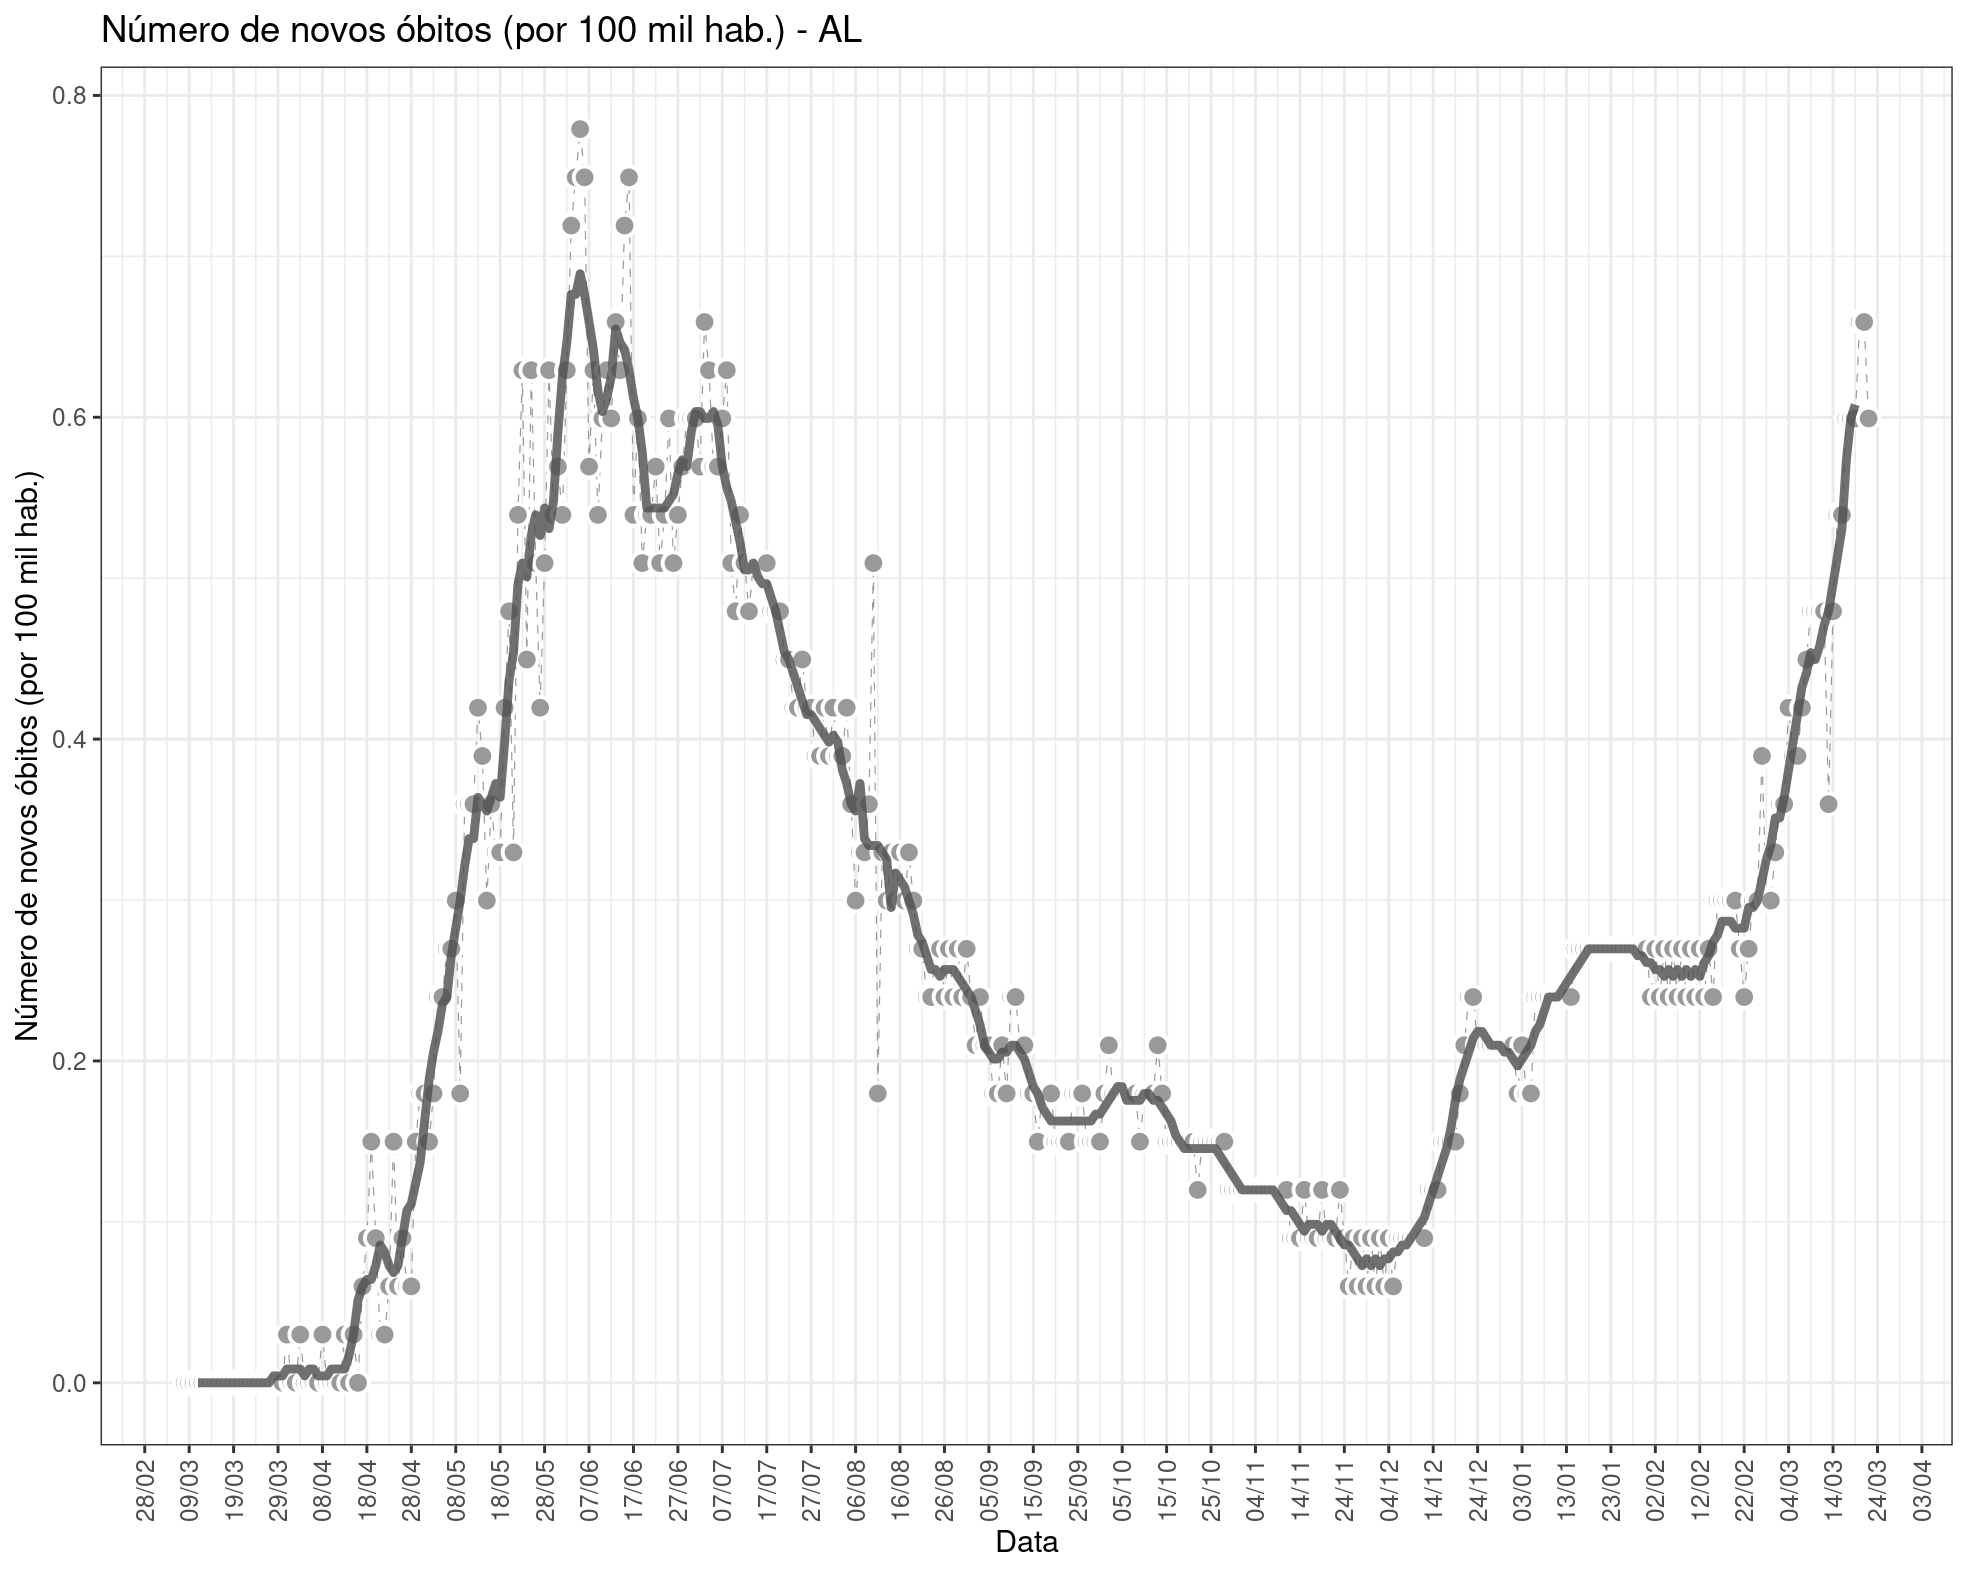 Número de novos óbitos (por 100 mil hab.) - AL
Número de novos óbitos (por 100 mil hab.)
0.8
0.6
0.4
0.2
0.0
28/02 09/03 19/03 29/03 08/04 18/04 28/04 08/05 18/05 28/05 07/06 17/06 27/06 07/07 17/07 27/07 06/08 16/08 26/08 05/09 15/09 25/09 05/10 15/10 25/10 04/11 14/11 24/11 04/12 14/12 24/12 03/01 13/01 23/01 02/02 12/02 22/02 04/03 14/03 24/03 03/04
Data